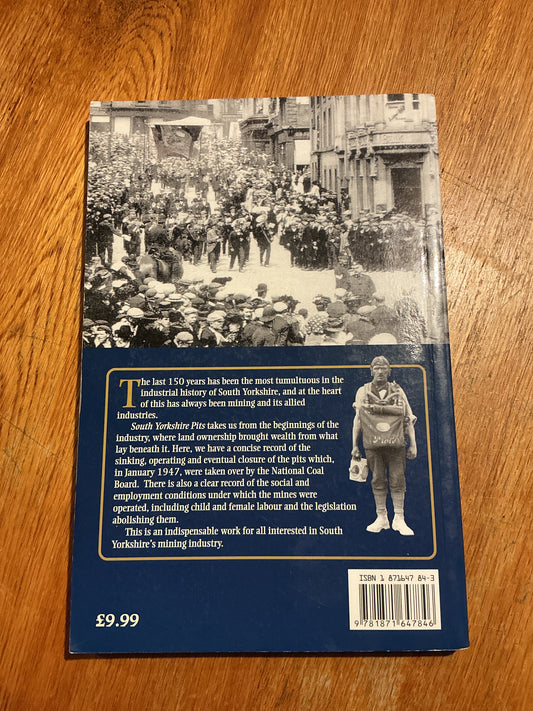 The last 150 years has been the most tumultuous in the
industrial history of South Yorkshire, and at the heart
of this has always been mining and its allied
industries.
South Yorkshire Pits takes us from the beginnings of the
industry, where land ownership brought wealth from what
lay beneath it. Here, we have a concise record of the
sinking, operating and eventual closure of the pits which,
in January 1947, were taken over by the National Coal
Board. There is also a clear record of the social and
employment conditions under which the mines were
operated, including child and female labour and the legislation
abolishing them.
This is an indispensable work for all interested in South
Yorkshire's mining industry.
ISBN 1 871647 84-3
9 781871 647846
£9.99